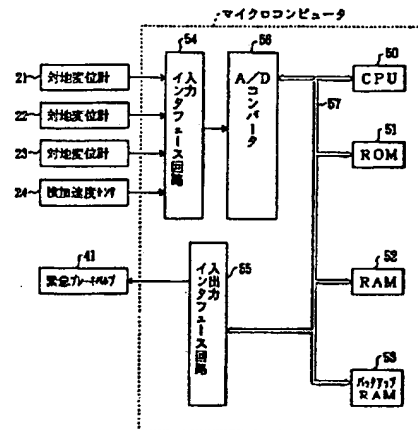 マイクロコンピュータ
54
56
50
21
対地変位計
入力インタフェース回路
A/Dコンバータ
CPU
57
22
対地変位計
51
23
対地変位計
ROM
24
横加速度センサ
41
緊急ブレーキバルブ
入出力インタフェース回路
55
52
RAM
53
バックアップ
RAM